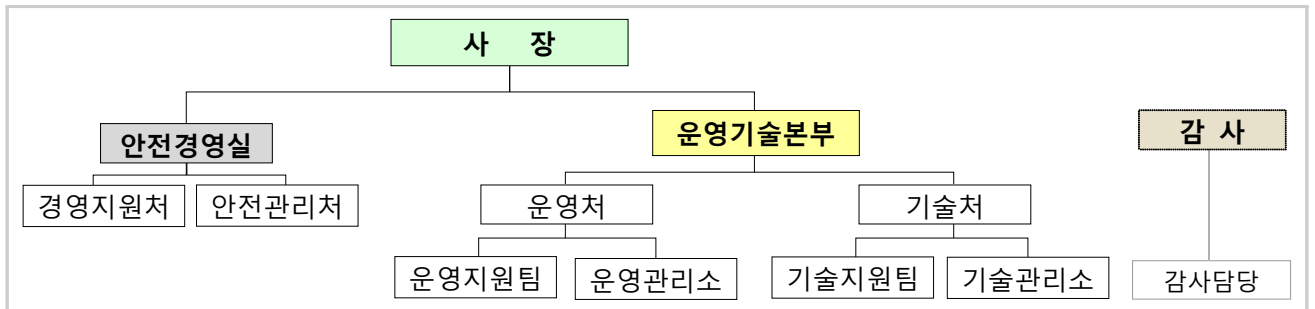 사 장
안전경영실
운영기술본부
감 사
경영지원처
안전관리처
운영처
기술처
운영지원팀
운영관리소
기술지원팀
기술관리소
감사담당